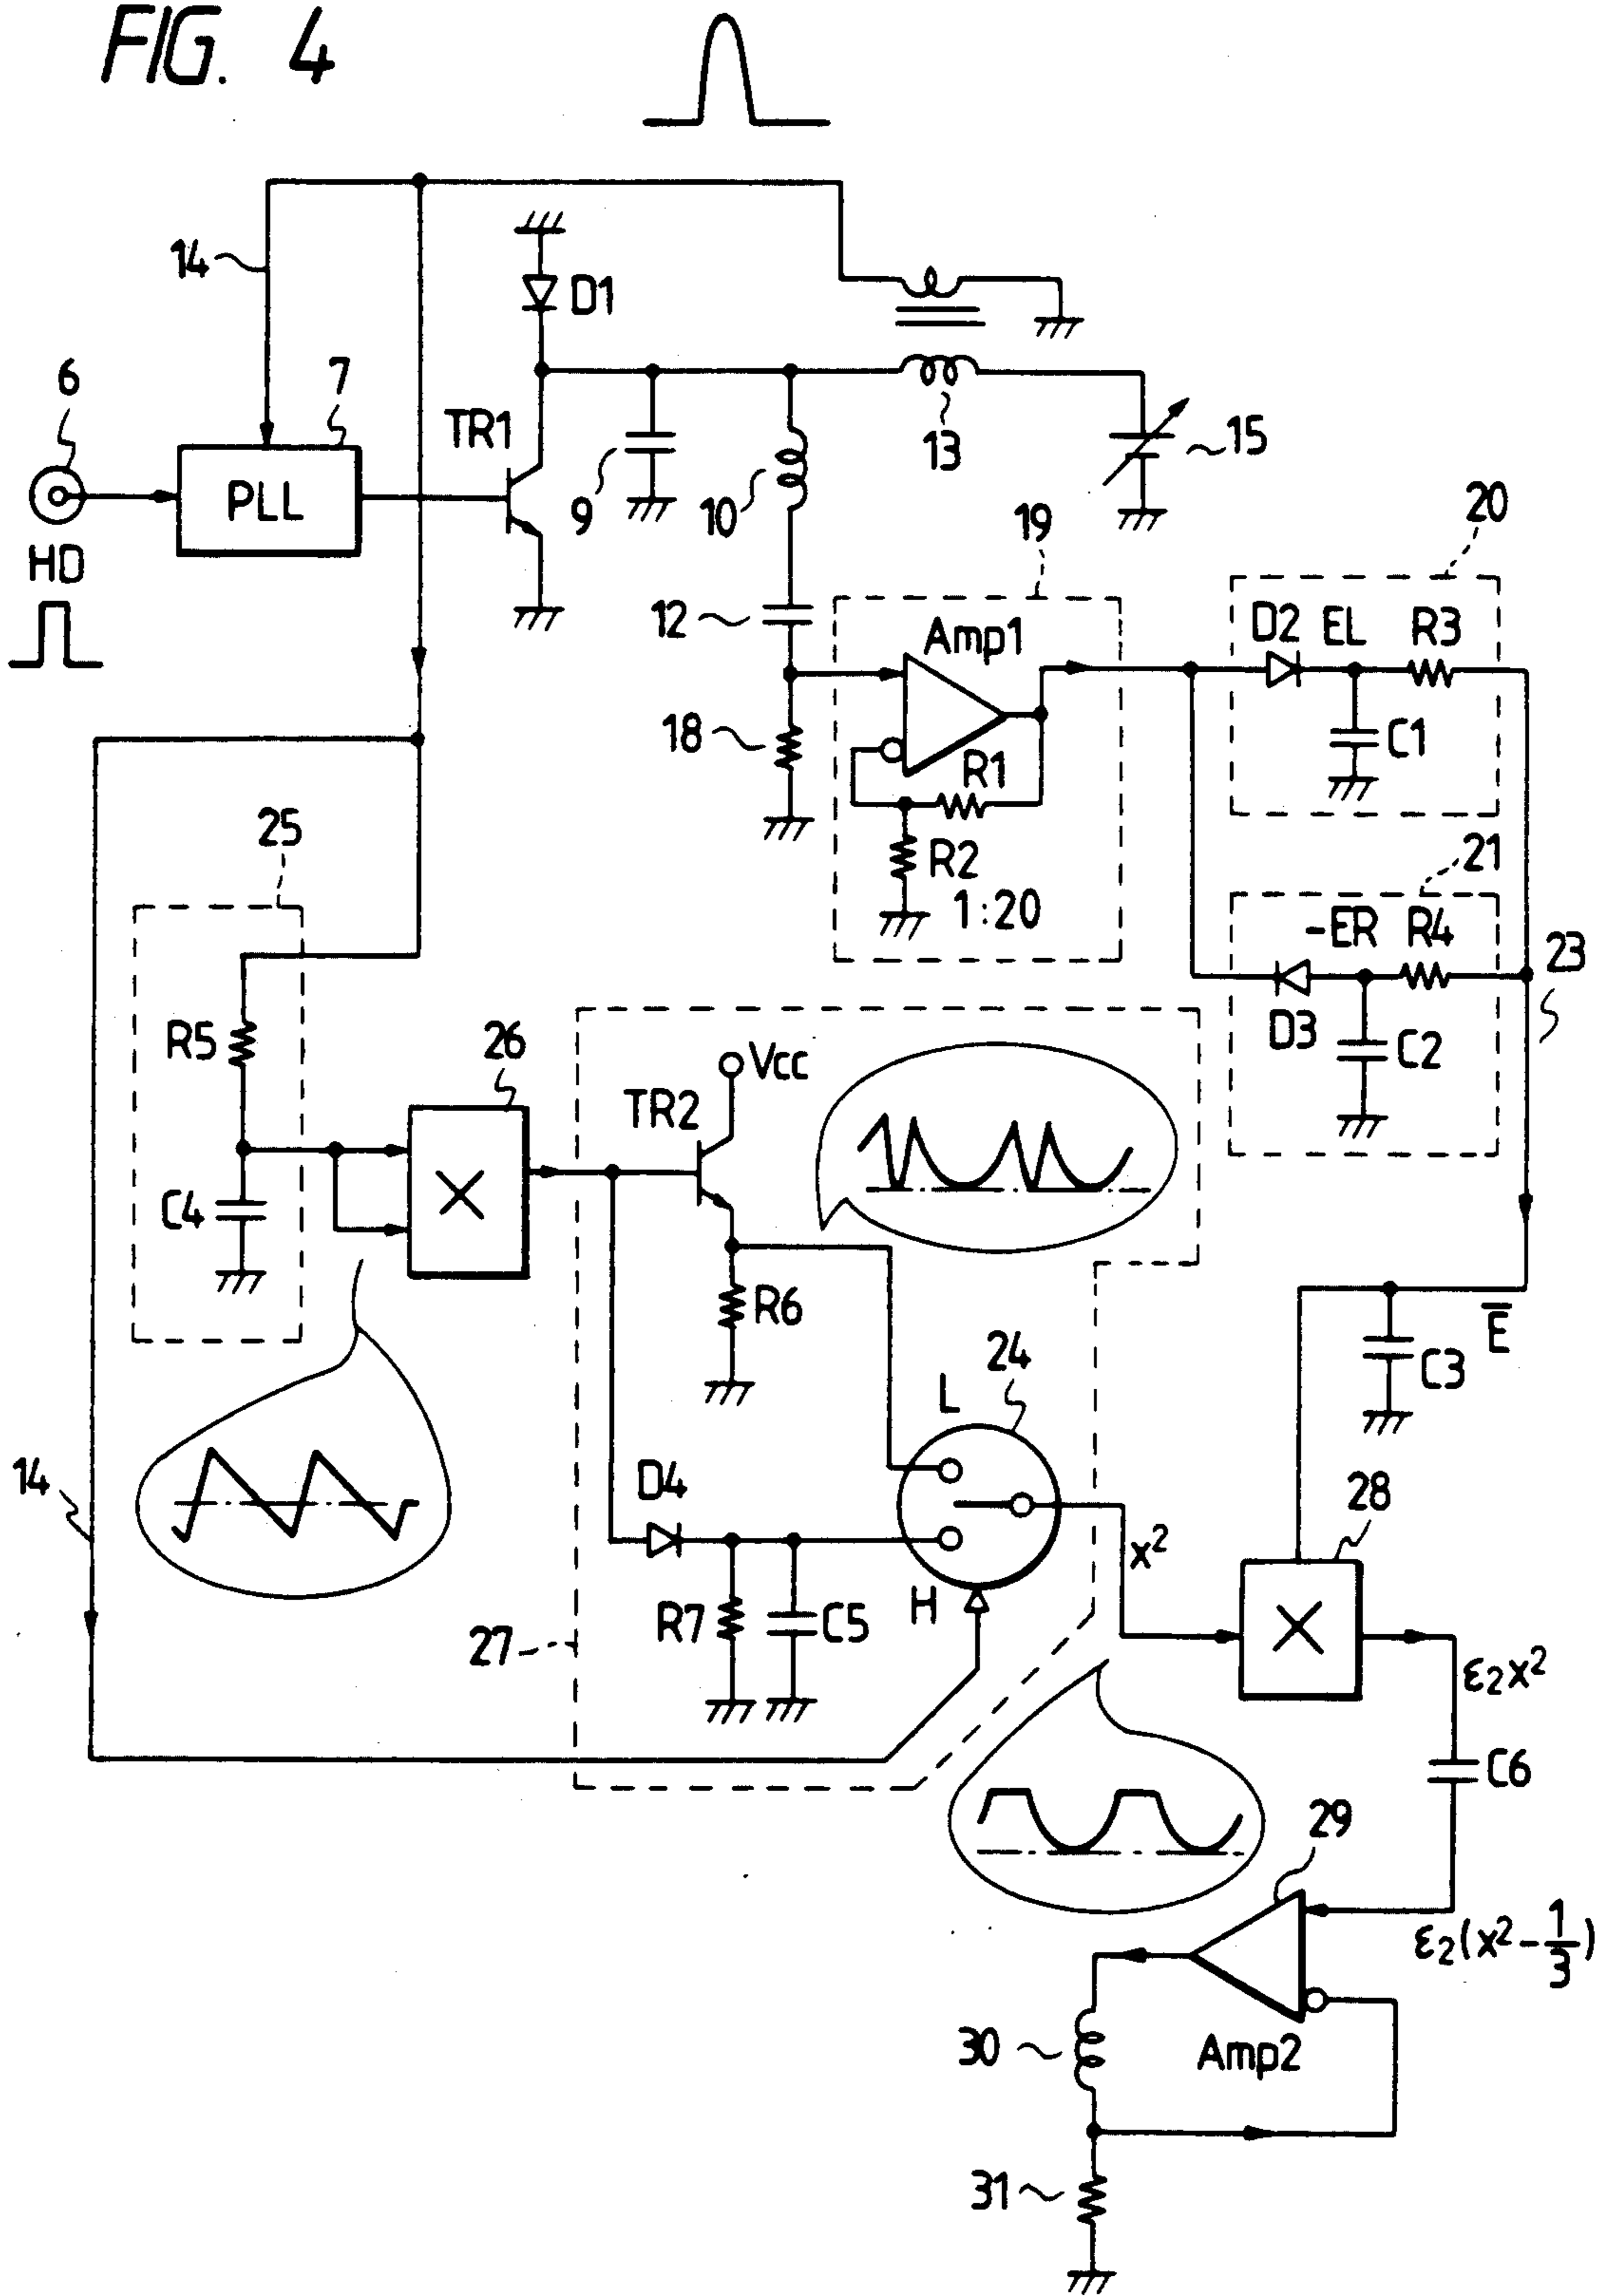 FIG. 4
14
D1
6
7
TR1
PLL
HD
9
10
13
15
12
19
20
Amp1
D2 EL R3
18
R1
C1
R2
1:20
25
21
-ER R4
23
D3
C2
R5
26
Vcc
TR2
C4
R6
24
L
E̅
C3
14
D4
28
x²
H
R7
C5
27
ε₂x²
C6
29
ε₂(x²-1/3)
30
Amp2
31